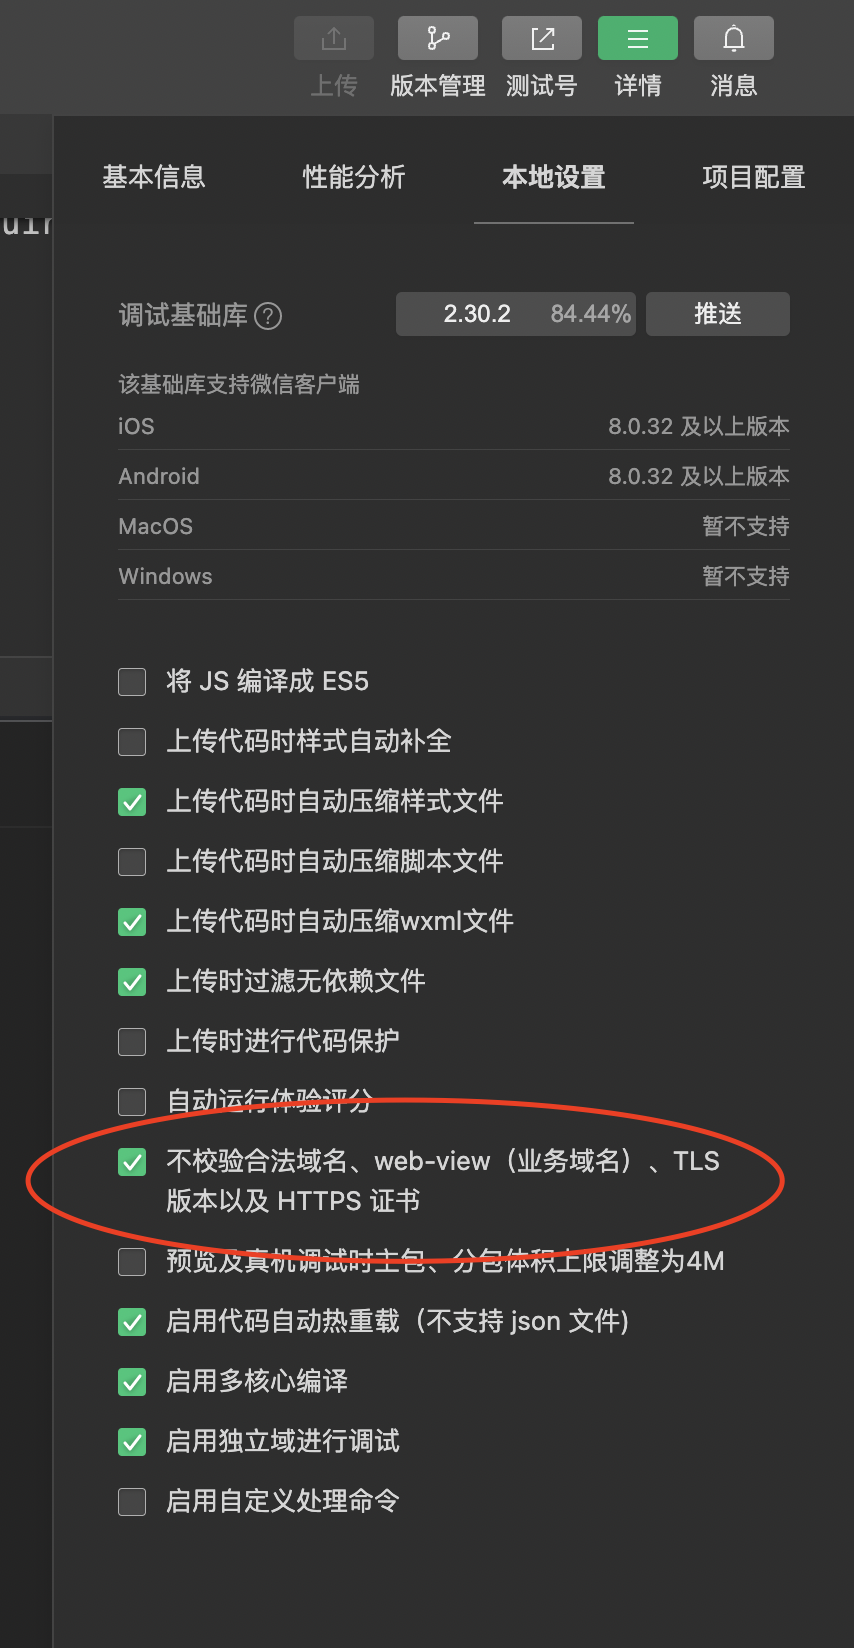 上传 版本管理 测试号 详情 消息
基本信息 性能分析 本地设置 项目配置
调试基础库 ? 2.30.2 84.44% 推送
该基础库支持微信客户端
iOS 8.0.32 及以上版本
Android 8.0.32 及以上版本
MacOS 暂不支持
Windows 暂不支持
将 JS 编译成 ES5
上传代码时样式自动补全
上传代码时自动压缩样式文件
上传代码时自动压缩脚本文件
上传代码时自动压缩wxml文件
上传时过滤无依赖文件
上传时进行代码保护
自动运行体验评分
不校验合法域名、web-view（业务域名）、TLS
版本以及 HTTPS 证书
预览及真机调试时主包、分包体积上限调整为4M
启用代码自动热重载（不支持 json 文件)
启用多核心编译
启用独立域进行调试
启用自定义处理命令